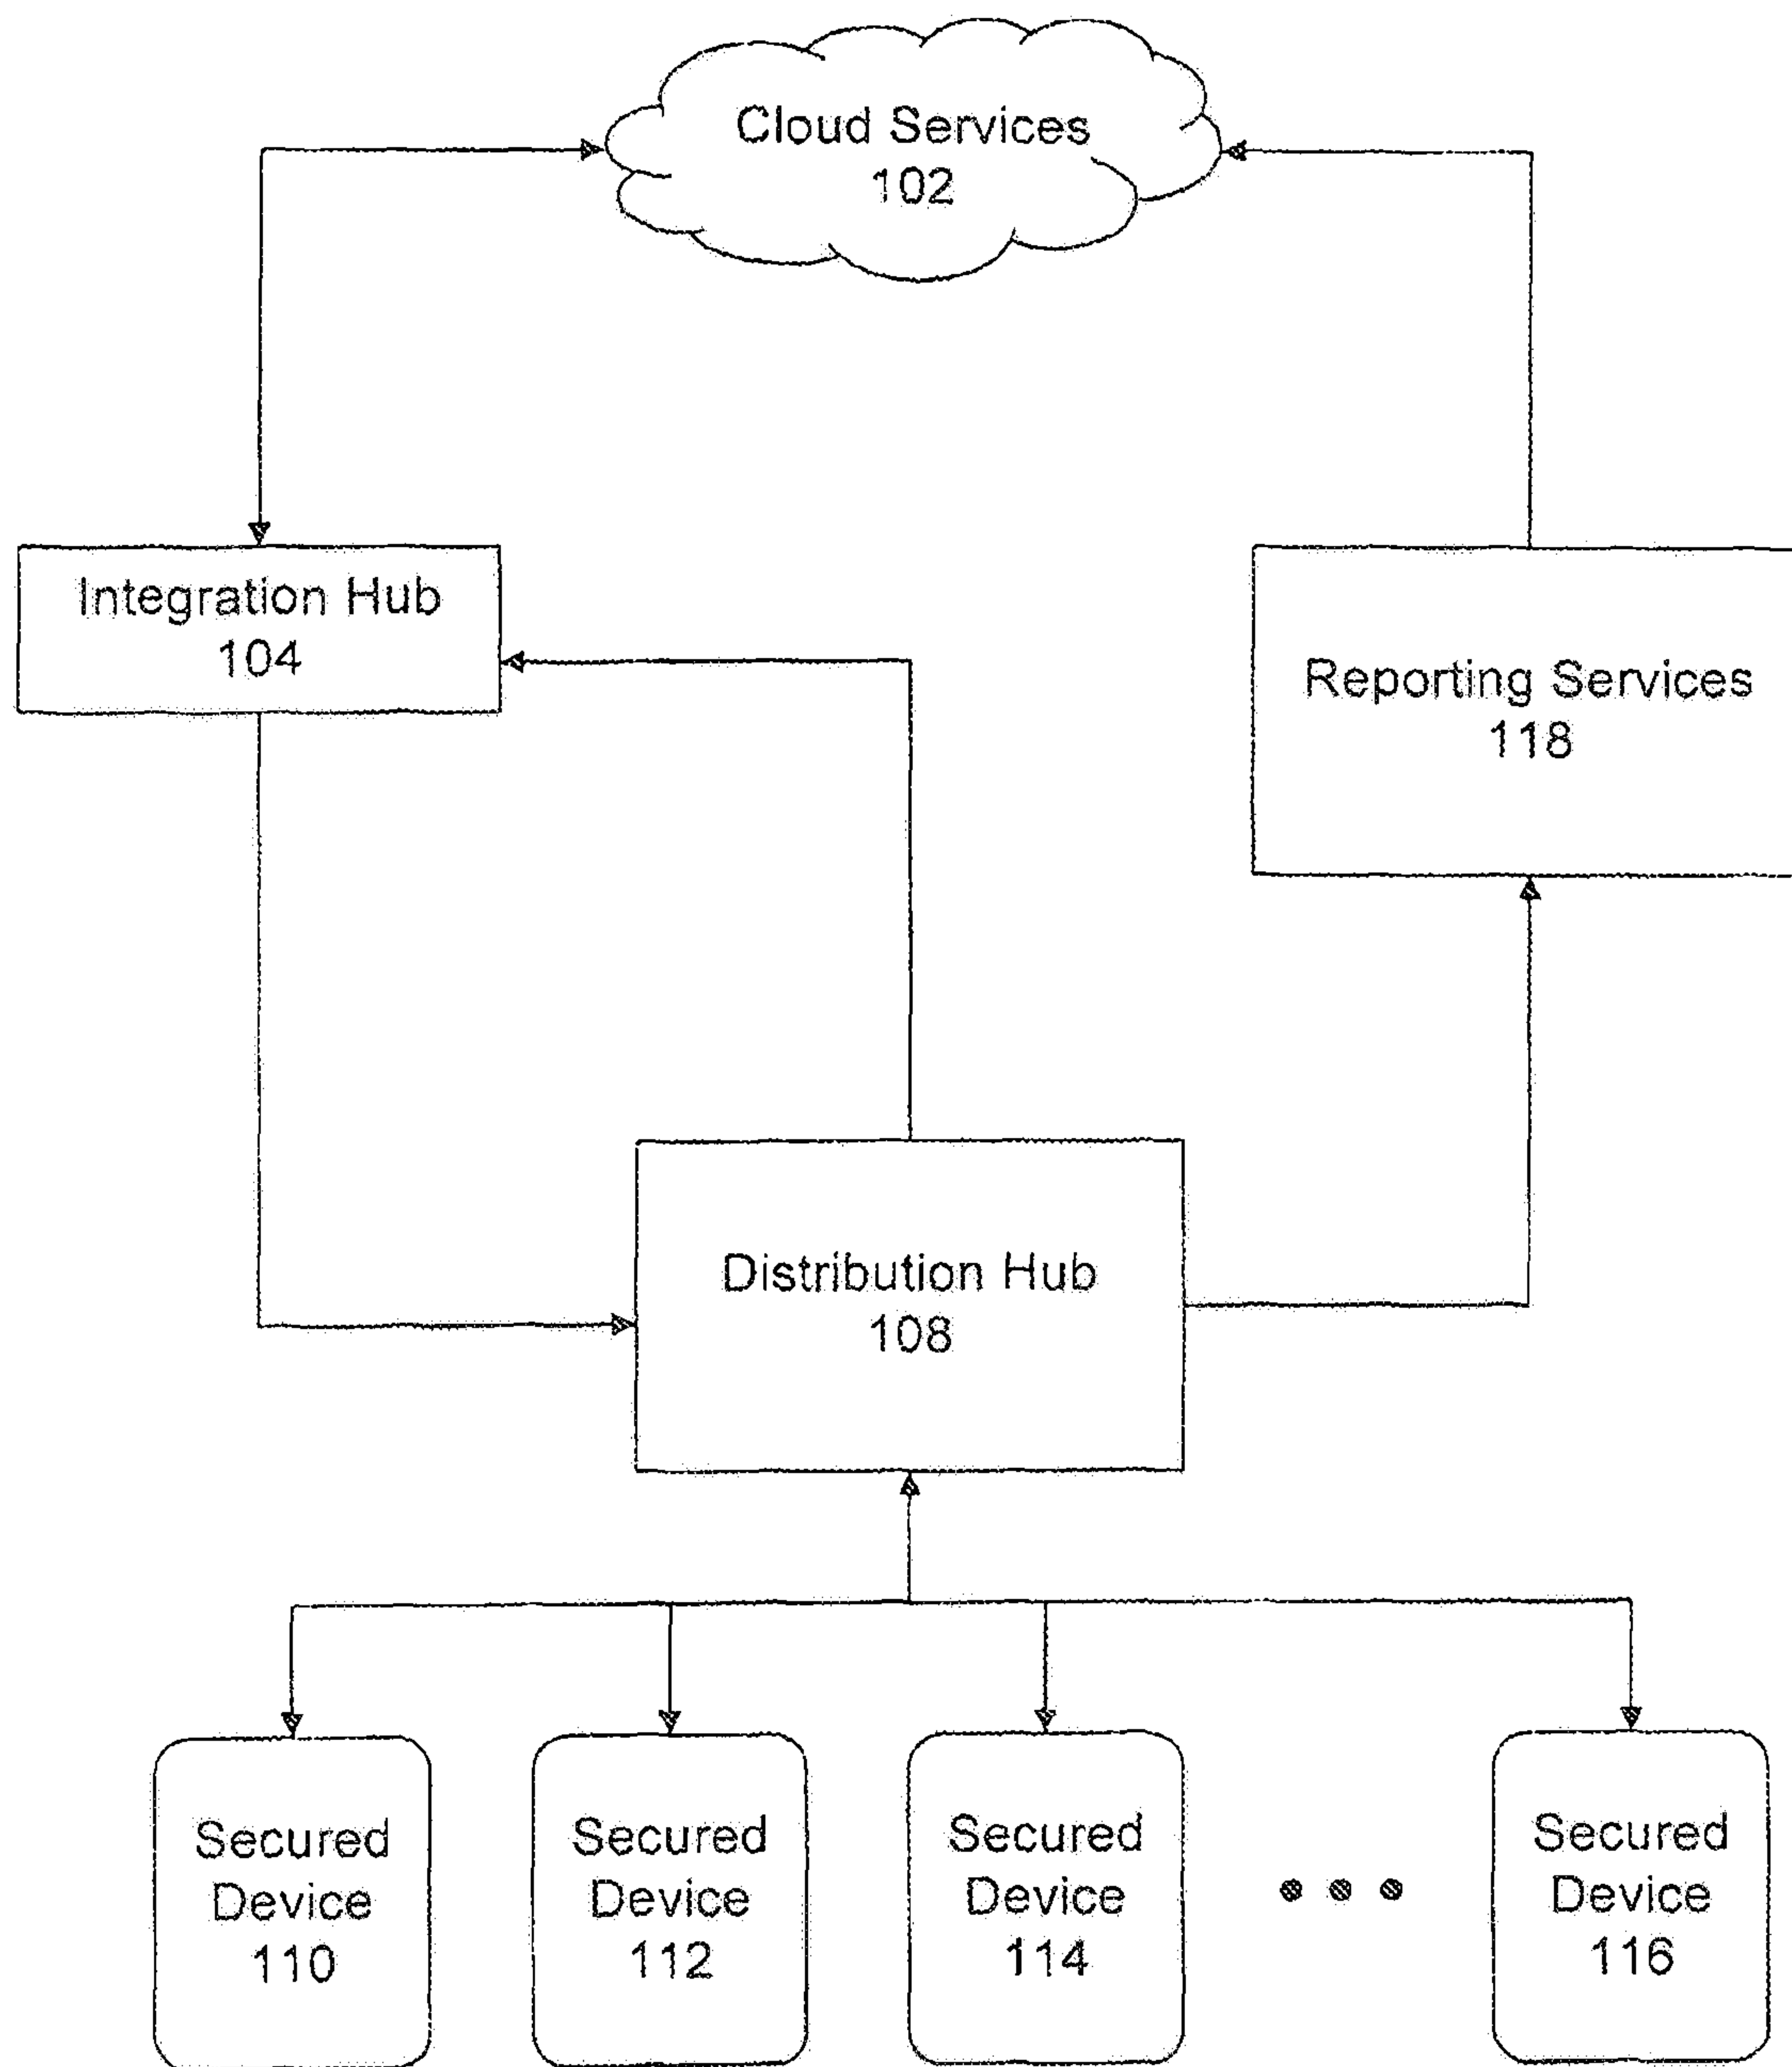 Cloud Services
102
Integration Hub
104
Reporting Services
118
Distribution Hub
108
Secured
Device
110
Secured
Device
112
Secured
Device
114
Secured
Device
116